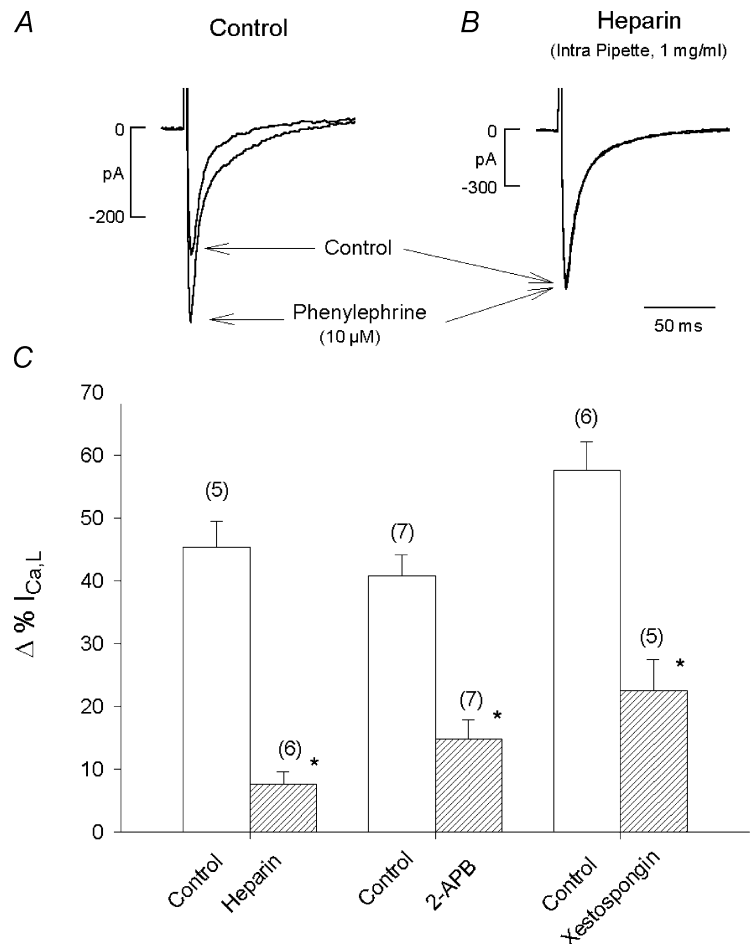 A
Control
B
Heparin
(Intra Pipette, 1 mg/ml)
0
pA
-200
0
pA
-300
Control
Phenylephrine
(10 µM)
50 ms
C
70
60
50
40
30
20
10
0
Δ % I Ca,L
(5)
(6)
*
(7)
(7)
*
(6)
(5)
*
Control
Heparin
Control
2-APB
Control
Xestospongin